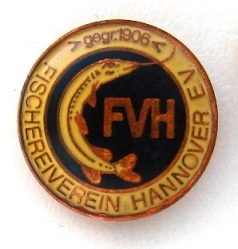 >gegr.1906<
FVH
FISCHEREIVEREIN HANNOVER E.V.